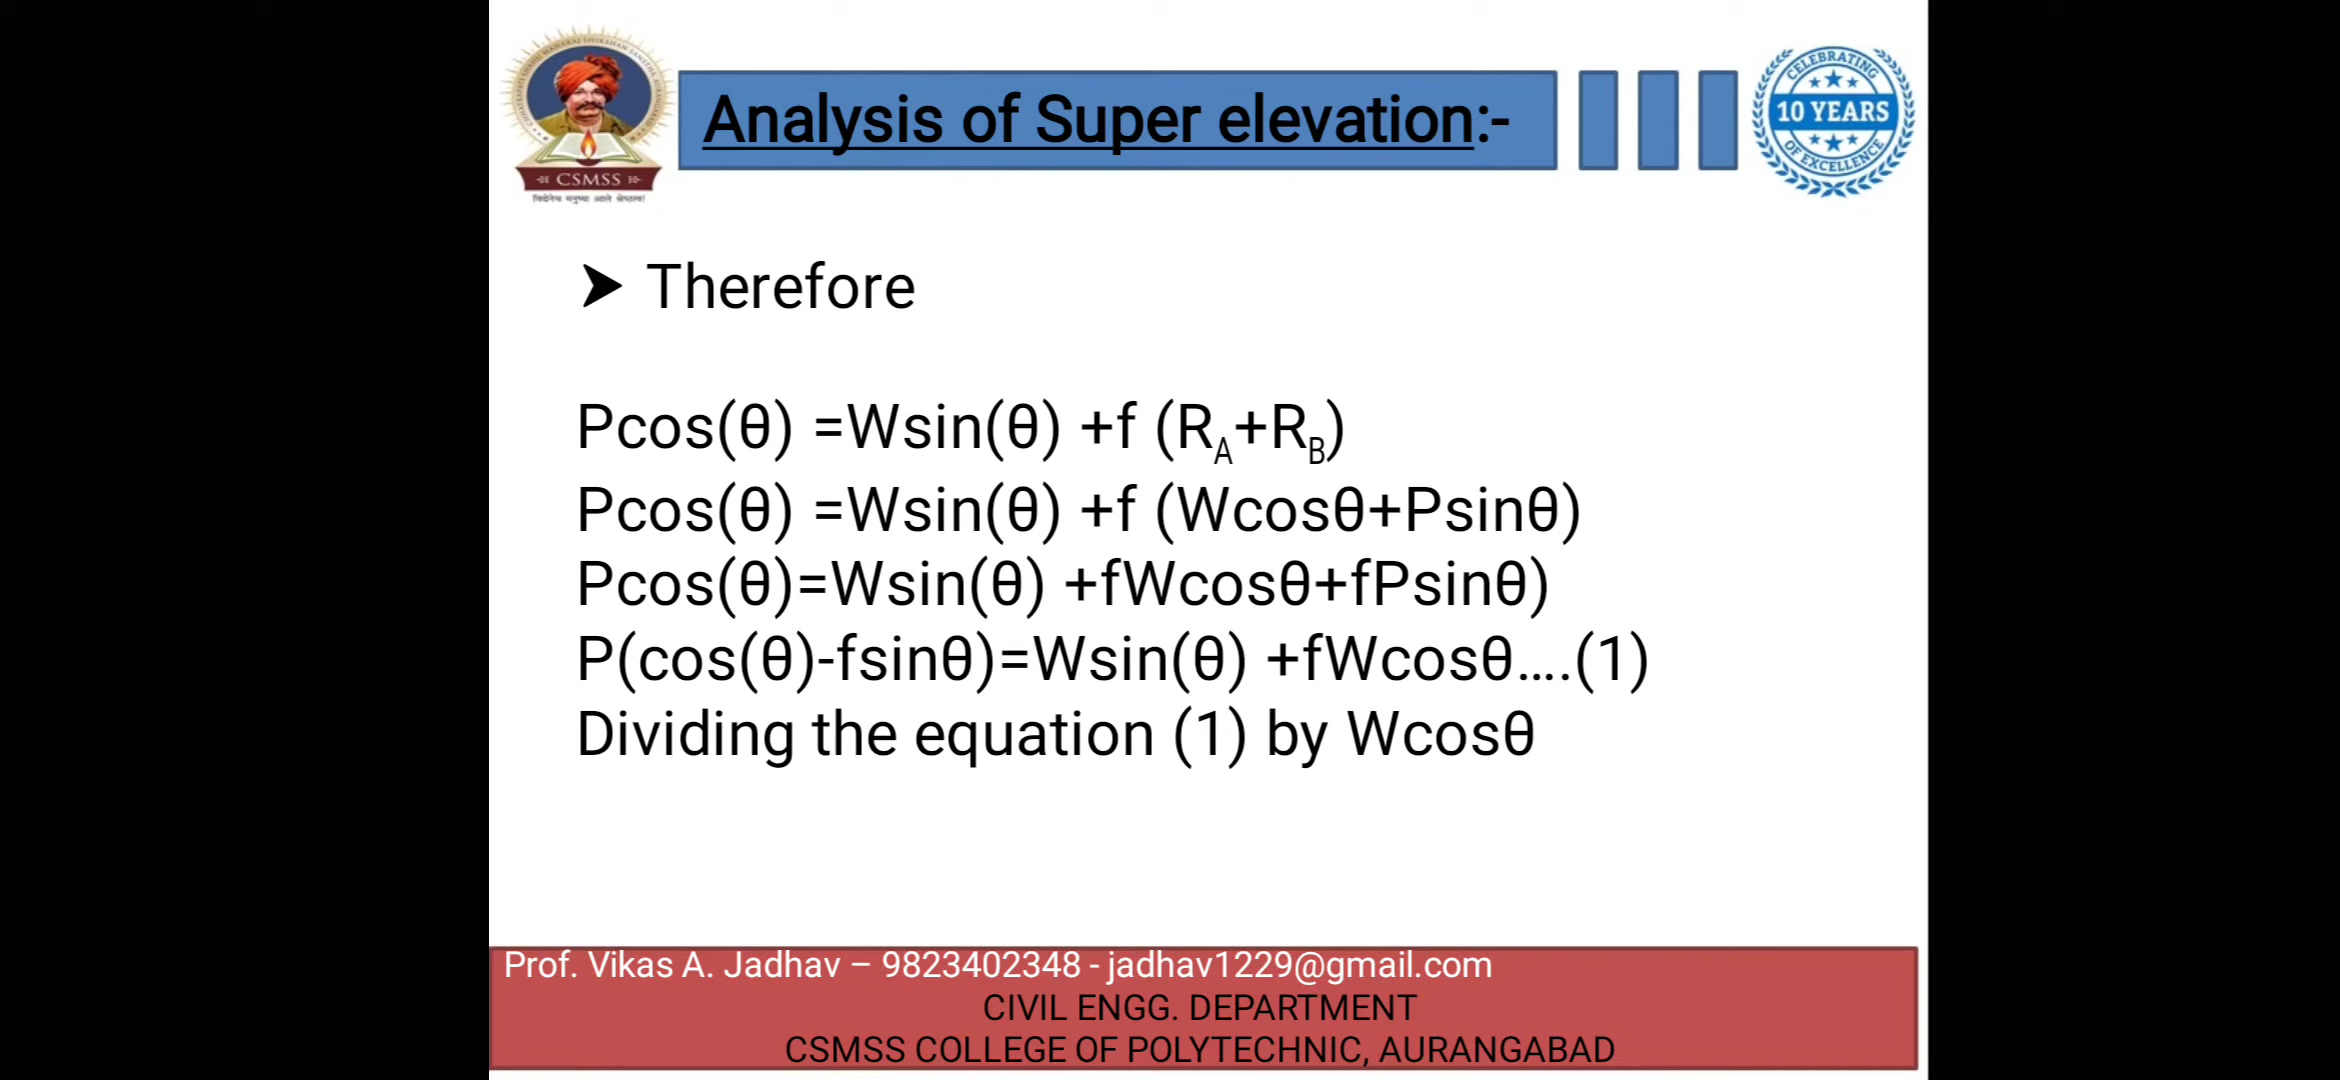 Analysis of Super elevation:-
CSMSS
CELEBRATING
10 YEARS
OF EXCELLENCE
➤ Therefore
Pcos(θ) =Wsin(θ) +f (R_A+R_B)
Pcos(θ) =Wsin(θ) +f (Wcosθ+Psinθ)
Pcos(θ)=Wsin(θ) +fWcosθ+fPsinθ)
P(cos(θ)-fsinθ)=Wsin(θ) +fWcosθ....(1)
Dividing the equation (1) by Wcosθ
Prof. Vikas A. Jadhav – 9823402348 - jadhav1229@gmail.com
CIVIL ENGG. DEPARTMENT
CSMSS COLLEGE OF POLYTECHNIC, AURANGABAD